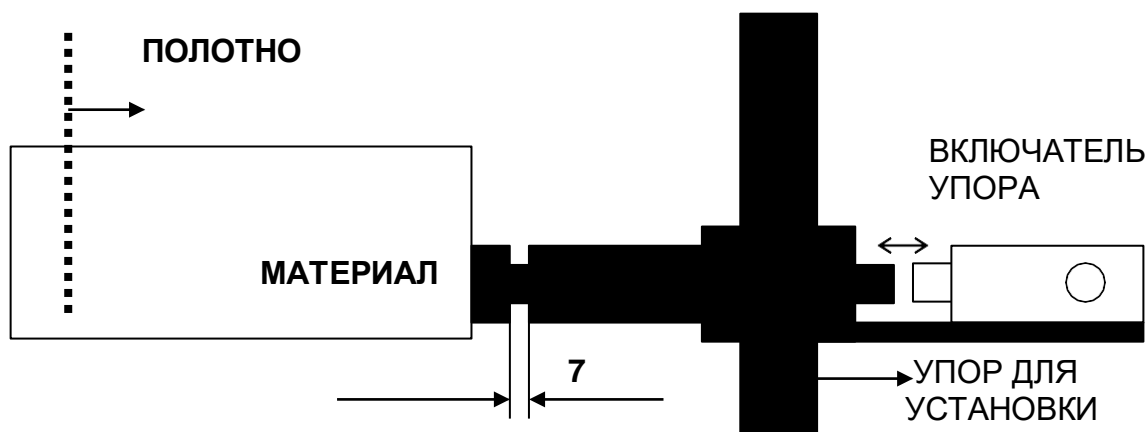 ПОЛОТНО
ВКЛЮЧАТЕЛЬ
УПОРА
МАТЕРИАЛ
7
УПОР ДЛЯ
УСТАНОВКИ